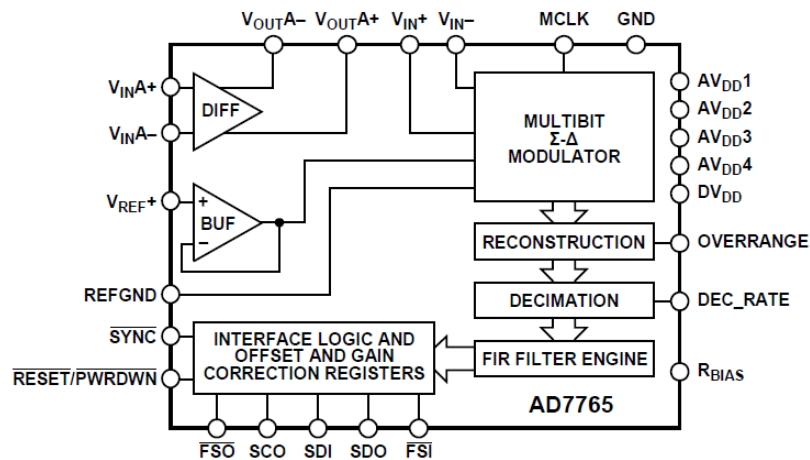 VOUTA– VOUTA+ VIN+ VIN– MCLK GND
VINA+
DIFF
VINA–
MULTIBIT
Σ-Δ
MODULATOR
AVDD1
AVDD2
AVDD3
AVDD4
DVDD
VREF+
+
BUF
–
RECONSTRUCTION
OVERRANGE
REFGND
DECIMATION
DEC_RATE
SYNC
INTERFACE LOGIC AND
OFFSET AND GAIN
CORRECTION REGISTERS
FIR FILTER ENGINE
RESET/PWRDWN
RBIAS
AD7765
FSO SCO SDI SDO FSI